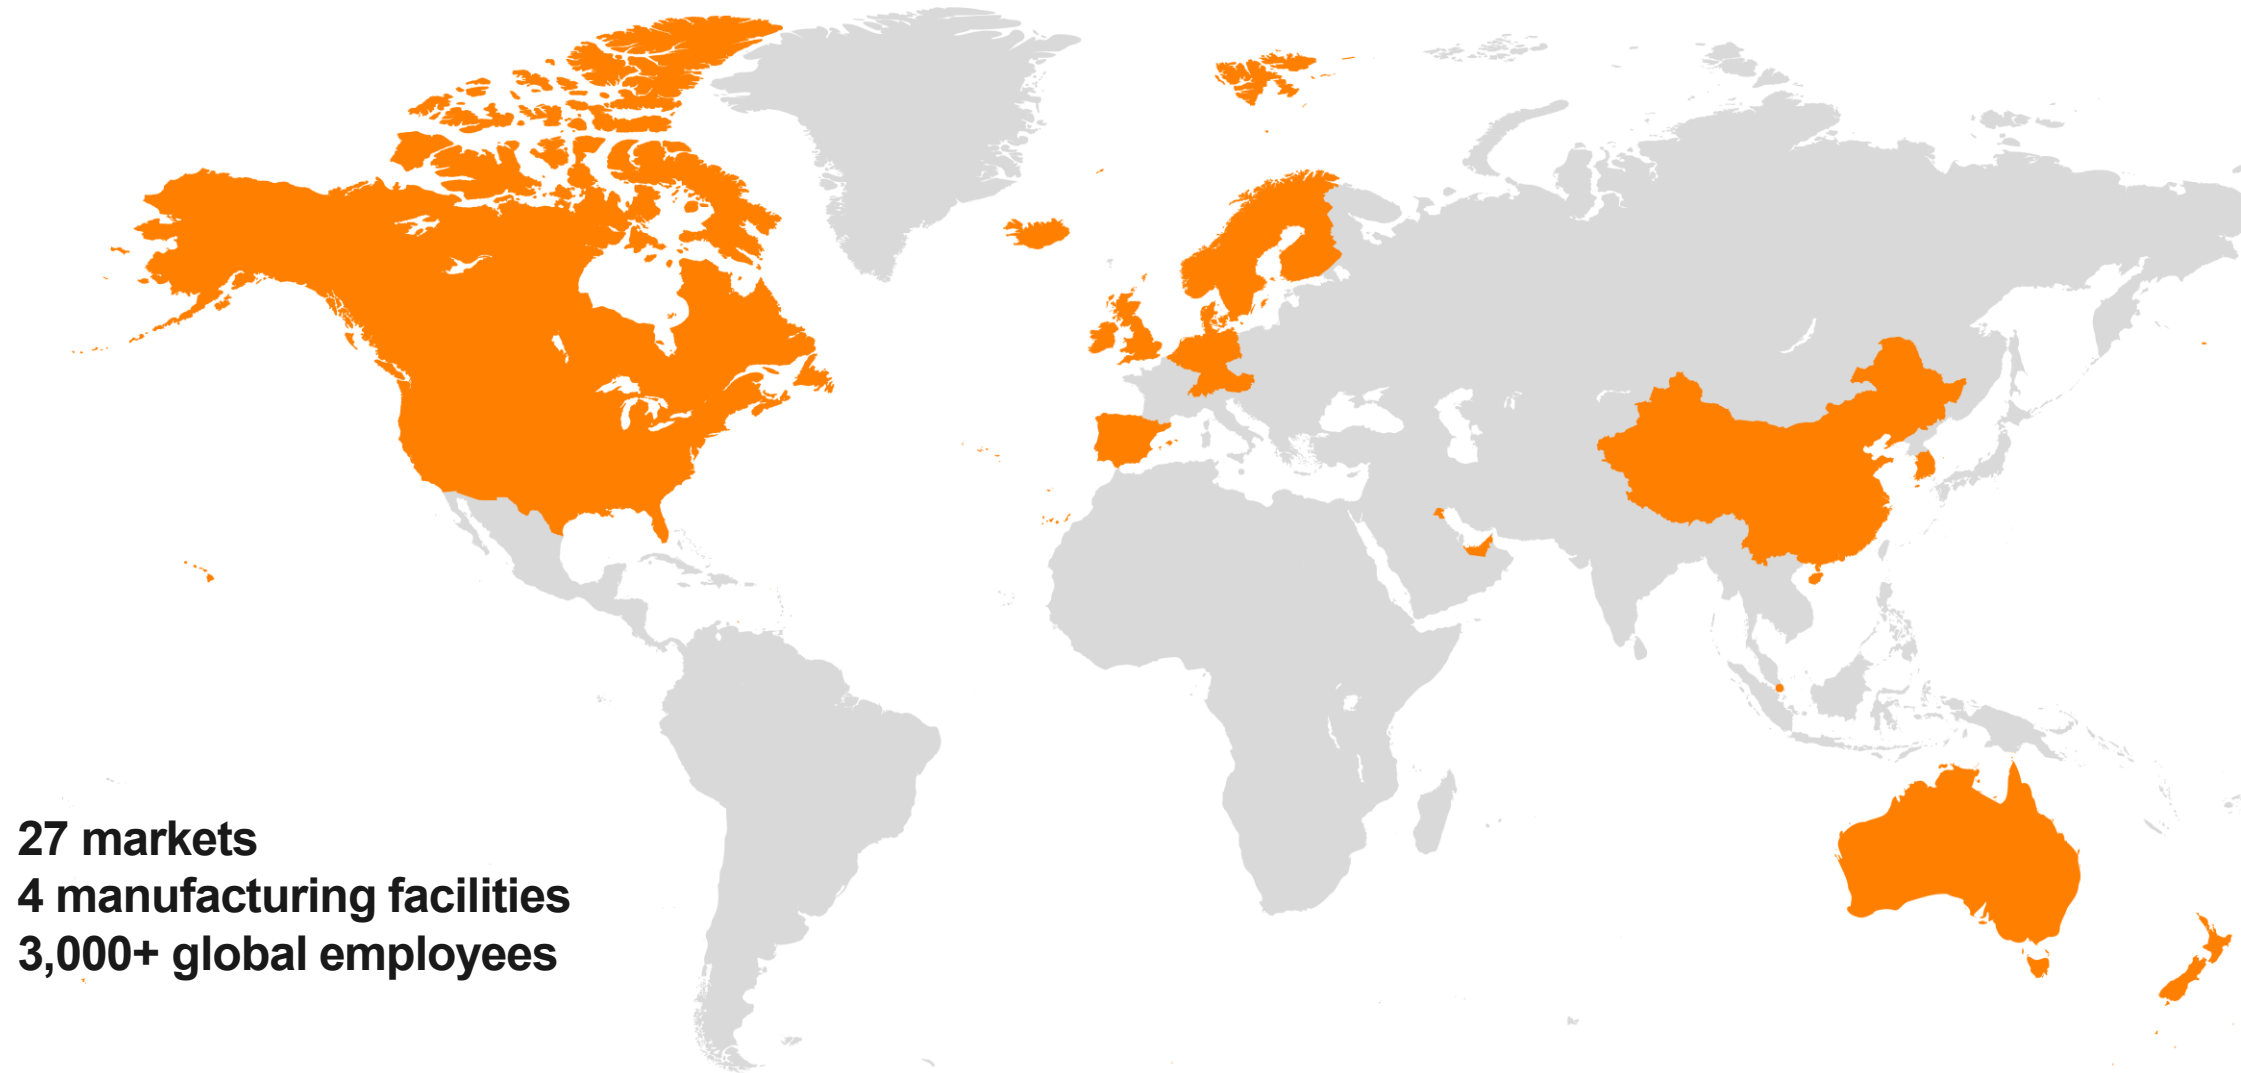 27 markets
4 manufacturing facilities
3,000+ global employees